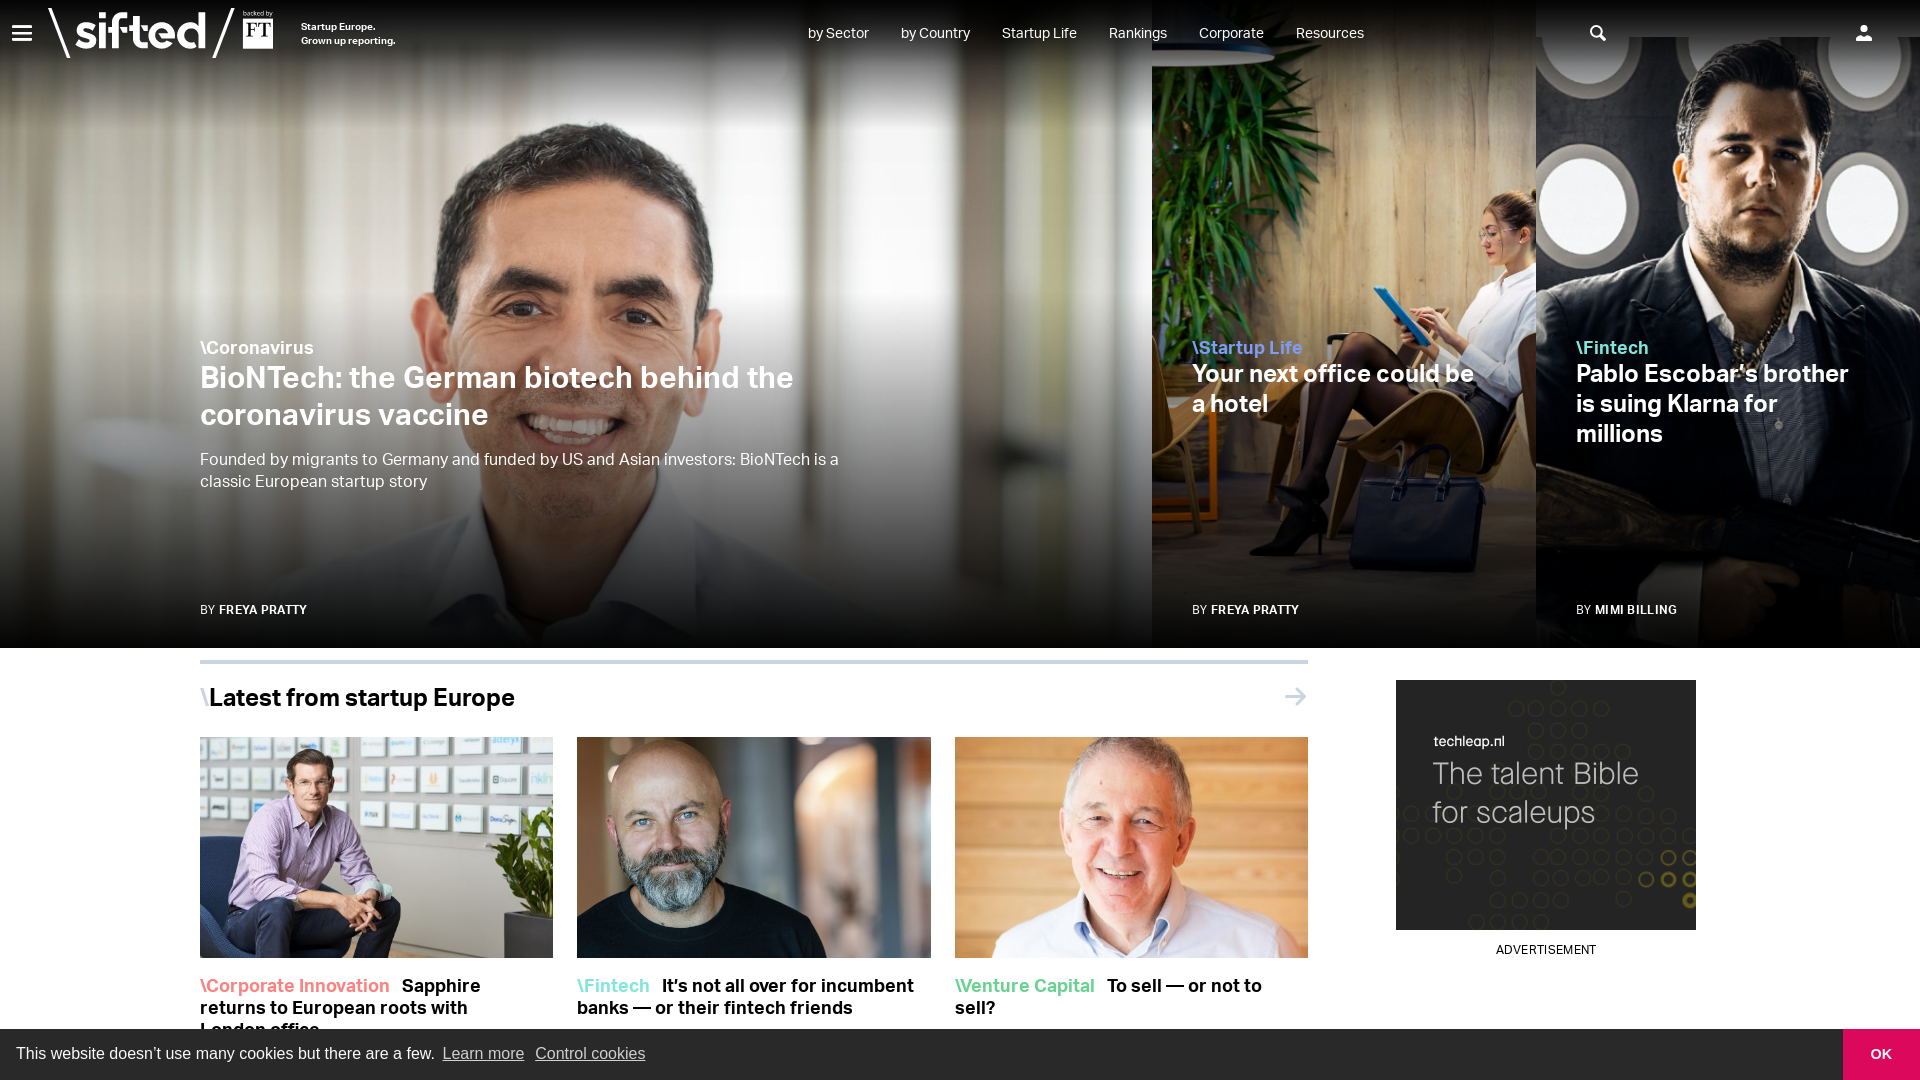 \sifted/
backed by
FT
Startup Europe.
Grown up reporting.
by Sector
by Country
Startup Life
Rankings
Corporate
Resources
\Coronavirus
BioNTech: the German biotech behind the
coronavirus vaccine
Founded by migrants to Germany and funded by US and Asian investors: BioNTech is a
classic European startup story
BY FREYA PRATTY
\Startup Life
Your next office could be
a hotel
BY FREYA PRATTY
\Fintech
Pablo Escobar’s brother
is suing Klarna for
millions
BY MIMI BILLING
\Latest from startup Europe
\Corporate Innovation Sapphire
returns to European roots with
London office
\Fintech It’s not all over for incumbent
banks — or their fintech friends
\Venture Capital To sell — or not to
sell?
techleap.nl
The talent Bible
for scaleups
ADVERTISEMENT
This website doesn’t use many cookies but there are a few. Learn more Control cookies
OK